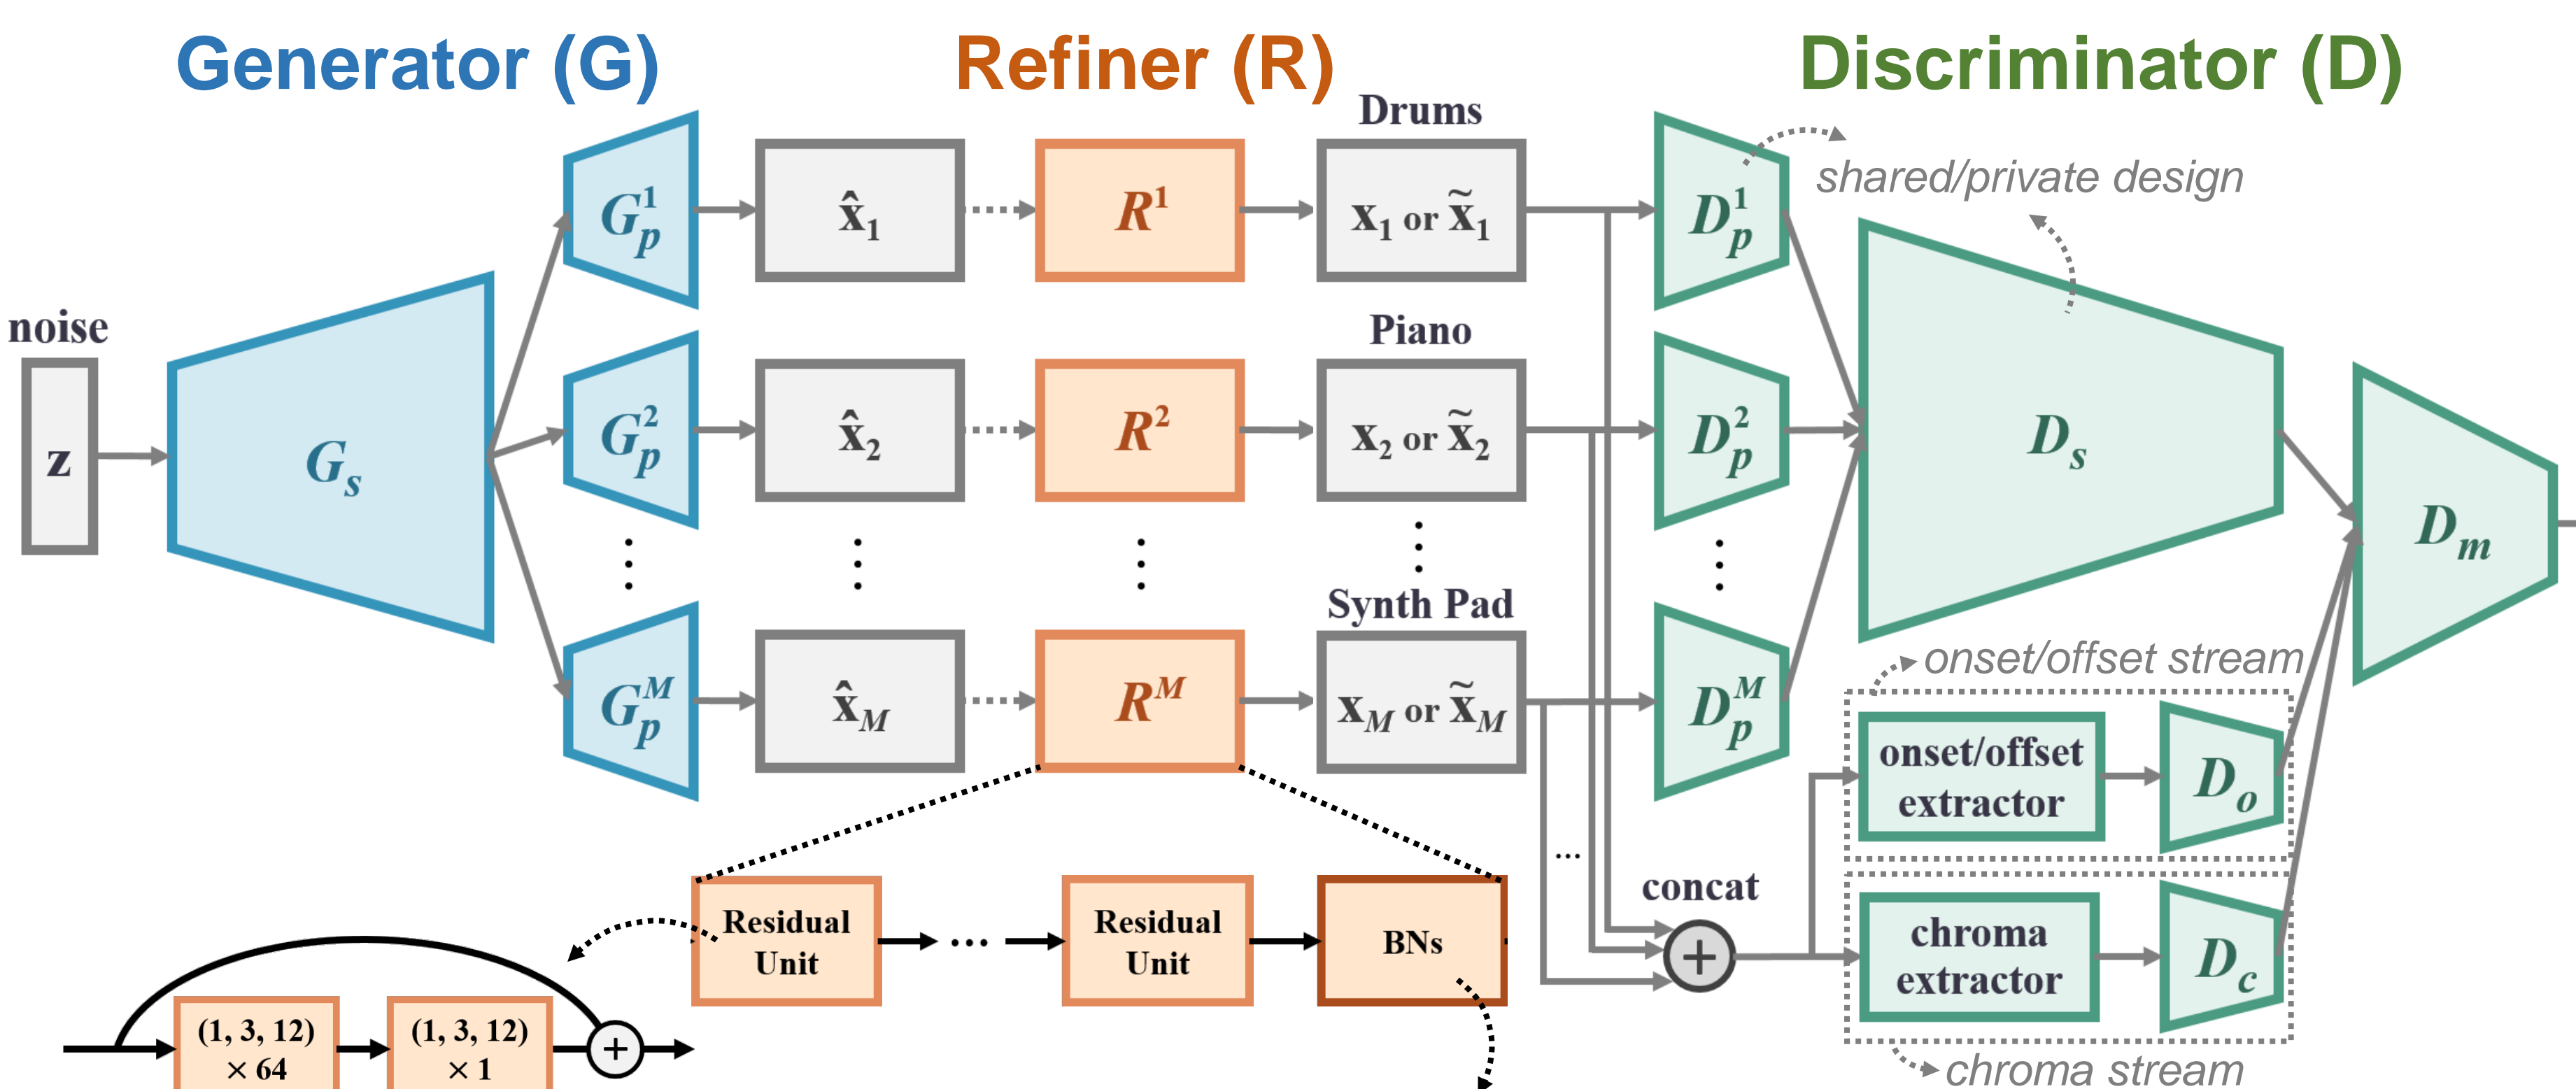 Generator (G)
Refiner (R)
Discriminator (D)
noise
z
G_s
G_p^1
x̂_1
R^1
Drums
x_1 or x̃_1
D_p^1
shared/private design
G_p^2
x̂_2
R^2
Piano
x_2 or x̃_2
D_p^2
D_s
D_m
⋮ ⋮ ⋮ ⋮ ⋮
G_p^M
x̂_M
R^M
Synth Pad
x_M or x̃_M
D_p^M
onset/offset stream
onset/offset
extractor
D_o
...
concat
+
chroma
extractor
D_c
chroma stream
Residual
Unit
...
Residual
Unit
BNs
(1, 3, 12)
× 64
(1, 3, 12)
× 1
+